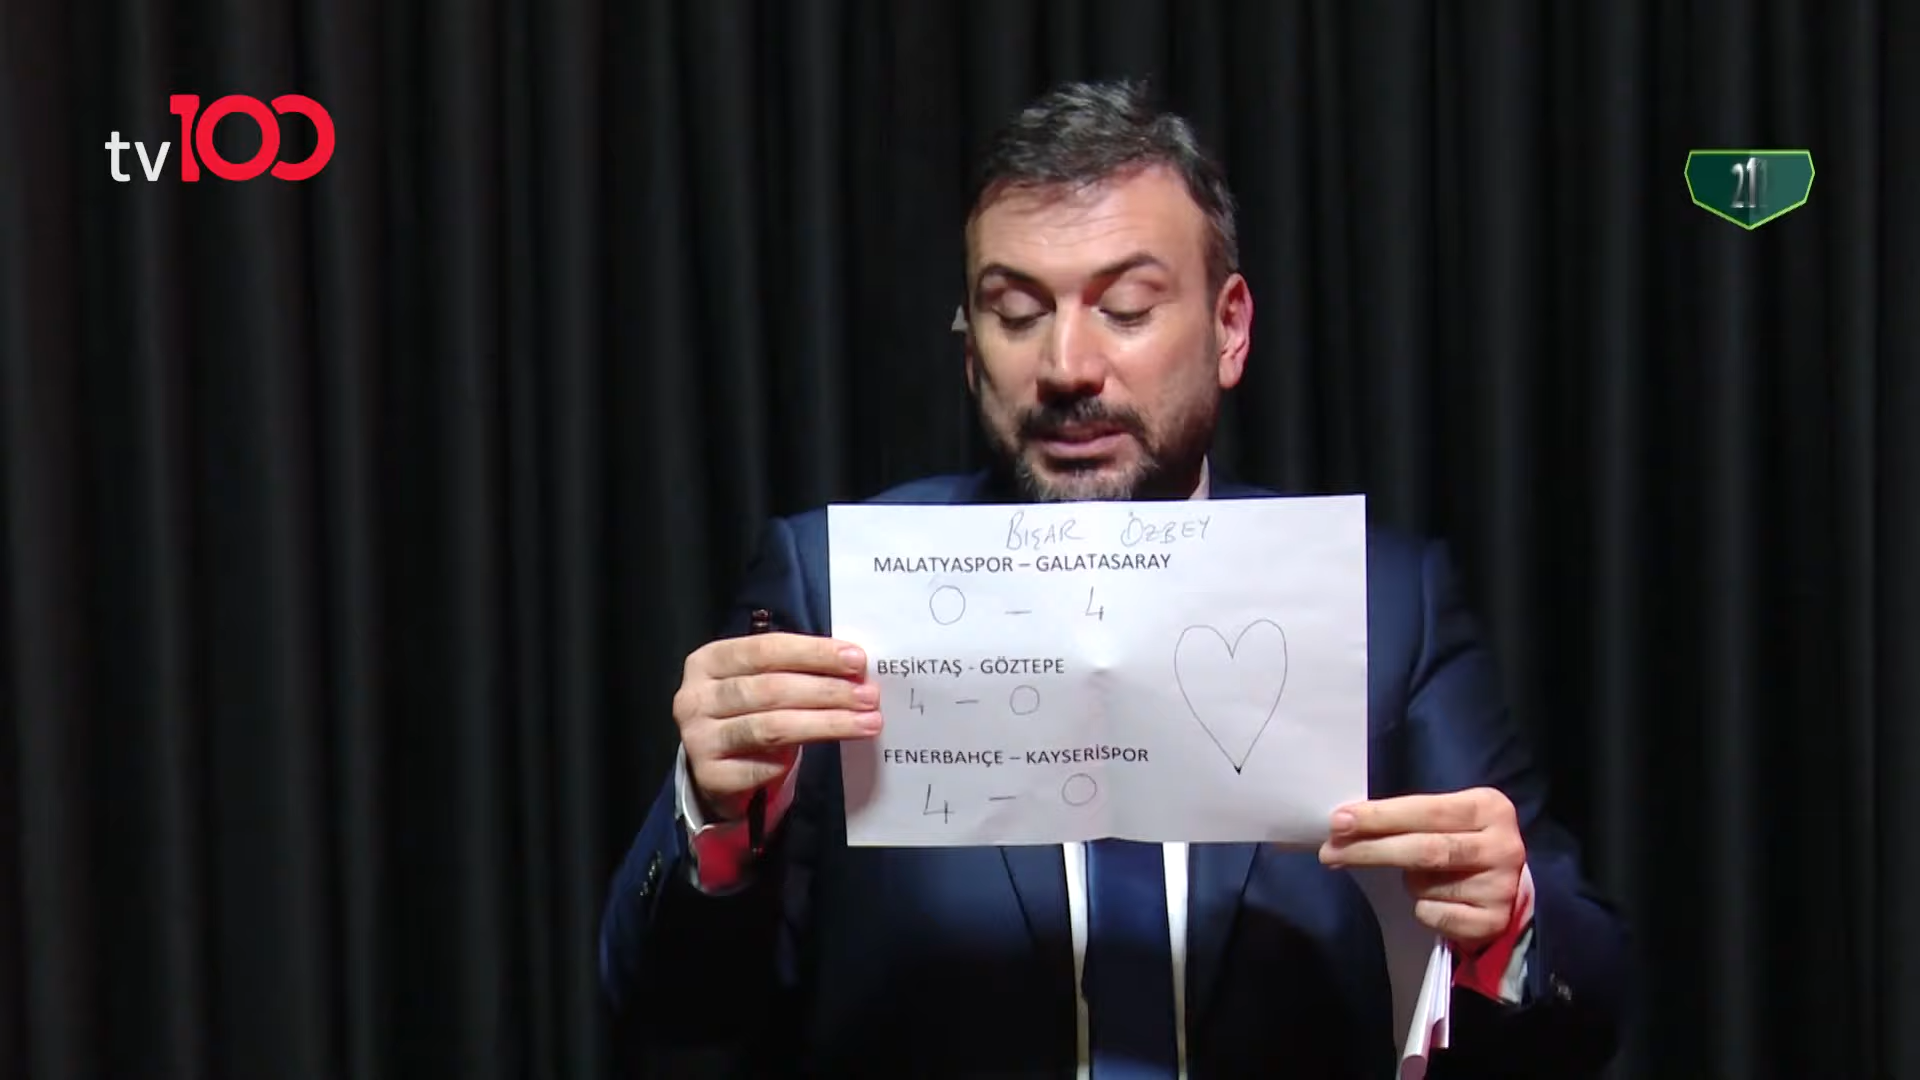 tv100
21
BIŞAR ÖZBEY
MALATYASPOR – GALATASARAY
0 – 4
BEŞİKTAŞ - GÖZTEPE
4 – 0
FENERBAHÇE – KAYSERİSPOR
4 – 0